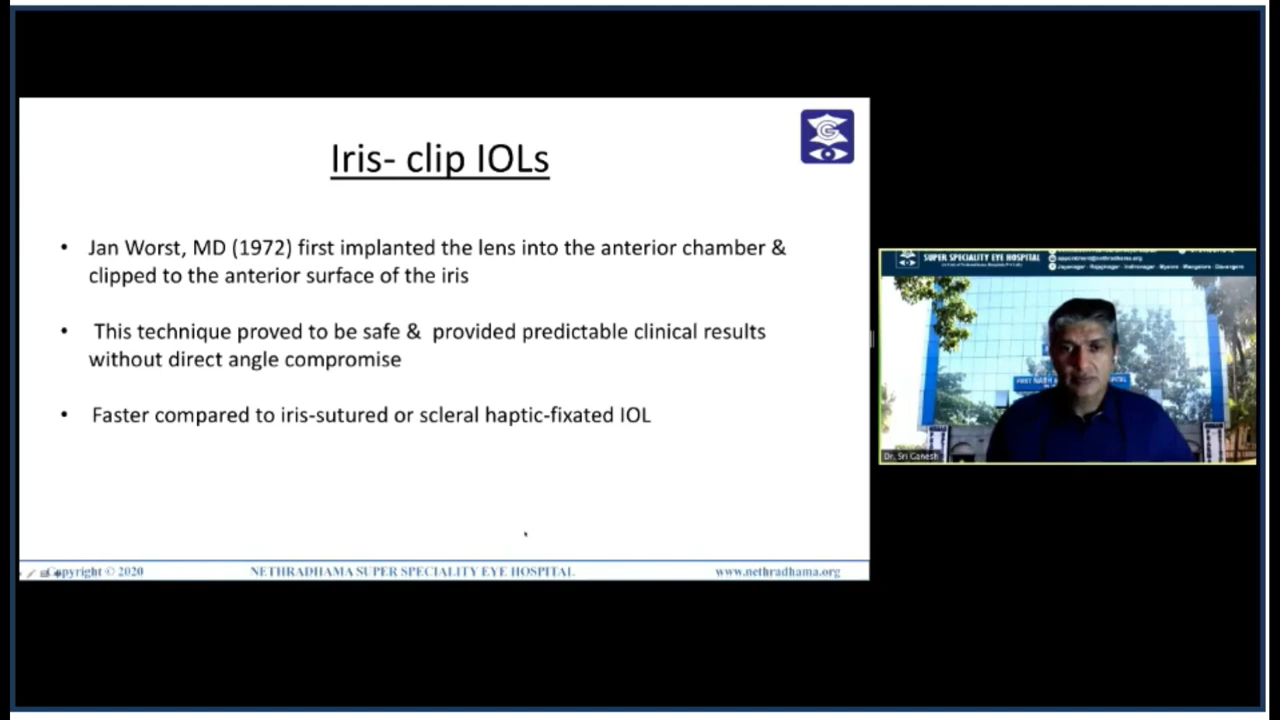 Iris- clip IOLs
• Jan Worst, MD (1972) first implanted the lens into the anterior chamber &
clipped to the anterior surface of the iris
• This technique proved to be safe & provided predictable clinical results
without direct angle compromise
• Faster compared to iris-sutured or scleral haptic-fixated IOL
Copyright © 2020
NETHRADHAMA SUPER SPECIALITY EYE HOSPITAL
www.nethradhama.org
SUPER SPECIALITY EYE HOSPITAL
Dr. Sri Ganesh